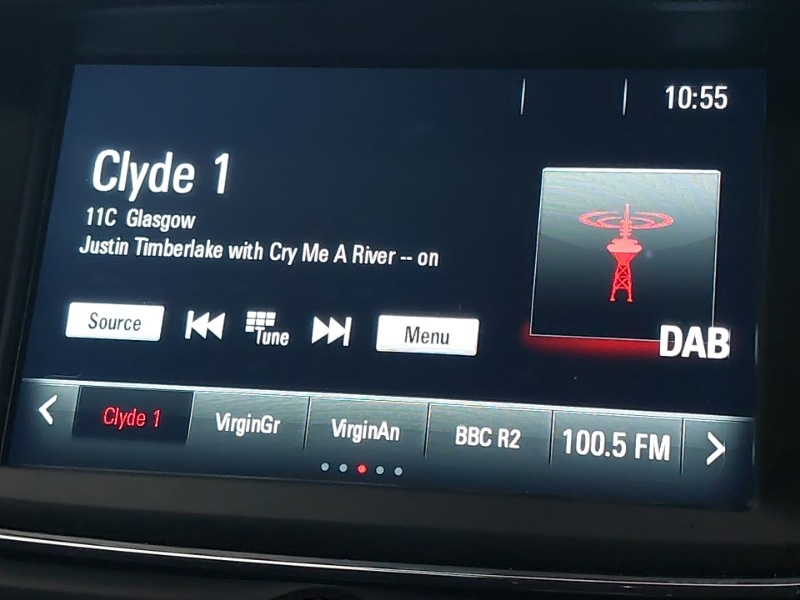 10:55
Clyde 1
11C Glasgow
Justin Timberlake with Cry Me A River -- on
Source
Tune
Menu
DAB
Clyde 1
VirginGr
VirginAn
BBC R2
100.5 FM